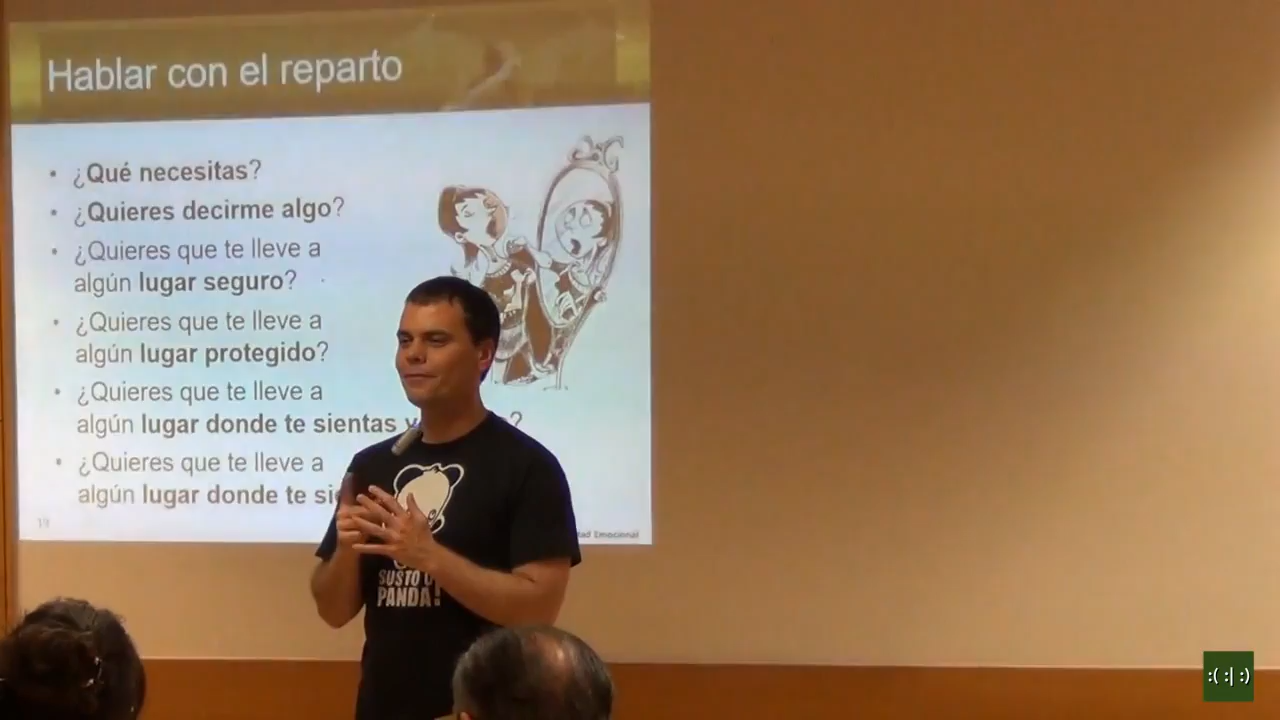 Hablar con el reparto
• ¿Qué necesitas?
• ¿Quieres decirme algo?
• ¿Quieres que te lleve a
algún lugar seguro?
• ¿Quieres que te lleve a
algún lugar protegido?
• ¿Quieres que te lleve a
algún lugar donde te sientas ?
• ¿Quieres que te lleve a
algún lugar donde te
19
Emocional
SUSTO O
PANDA!
:( :| :)